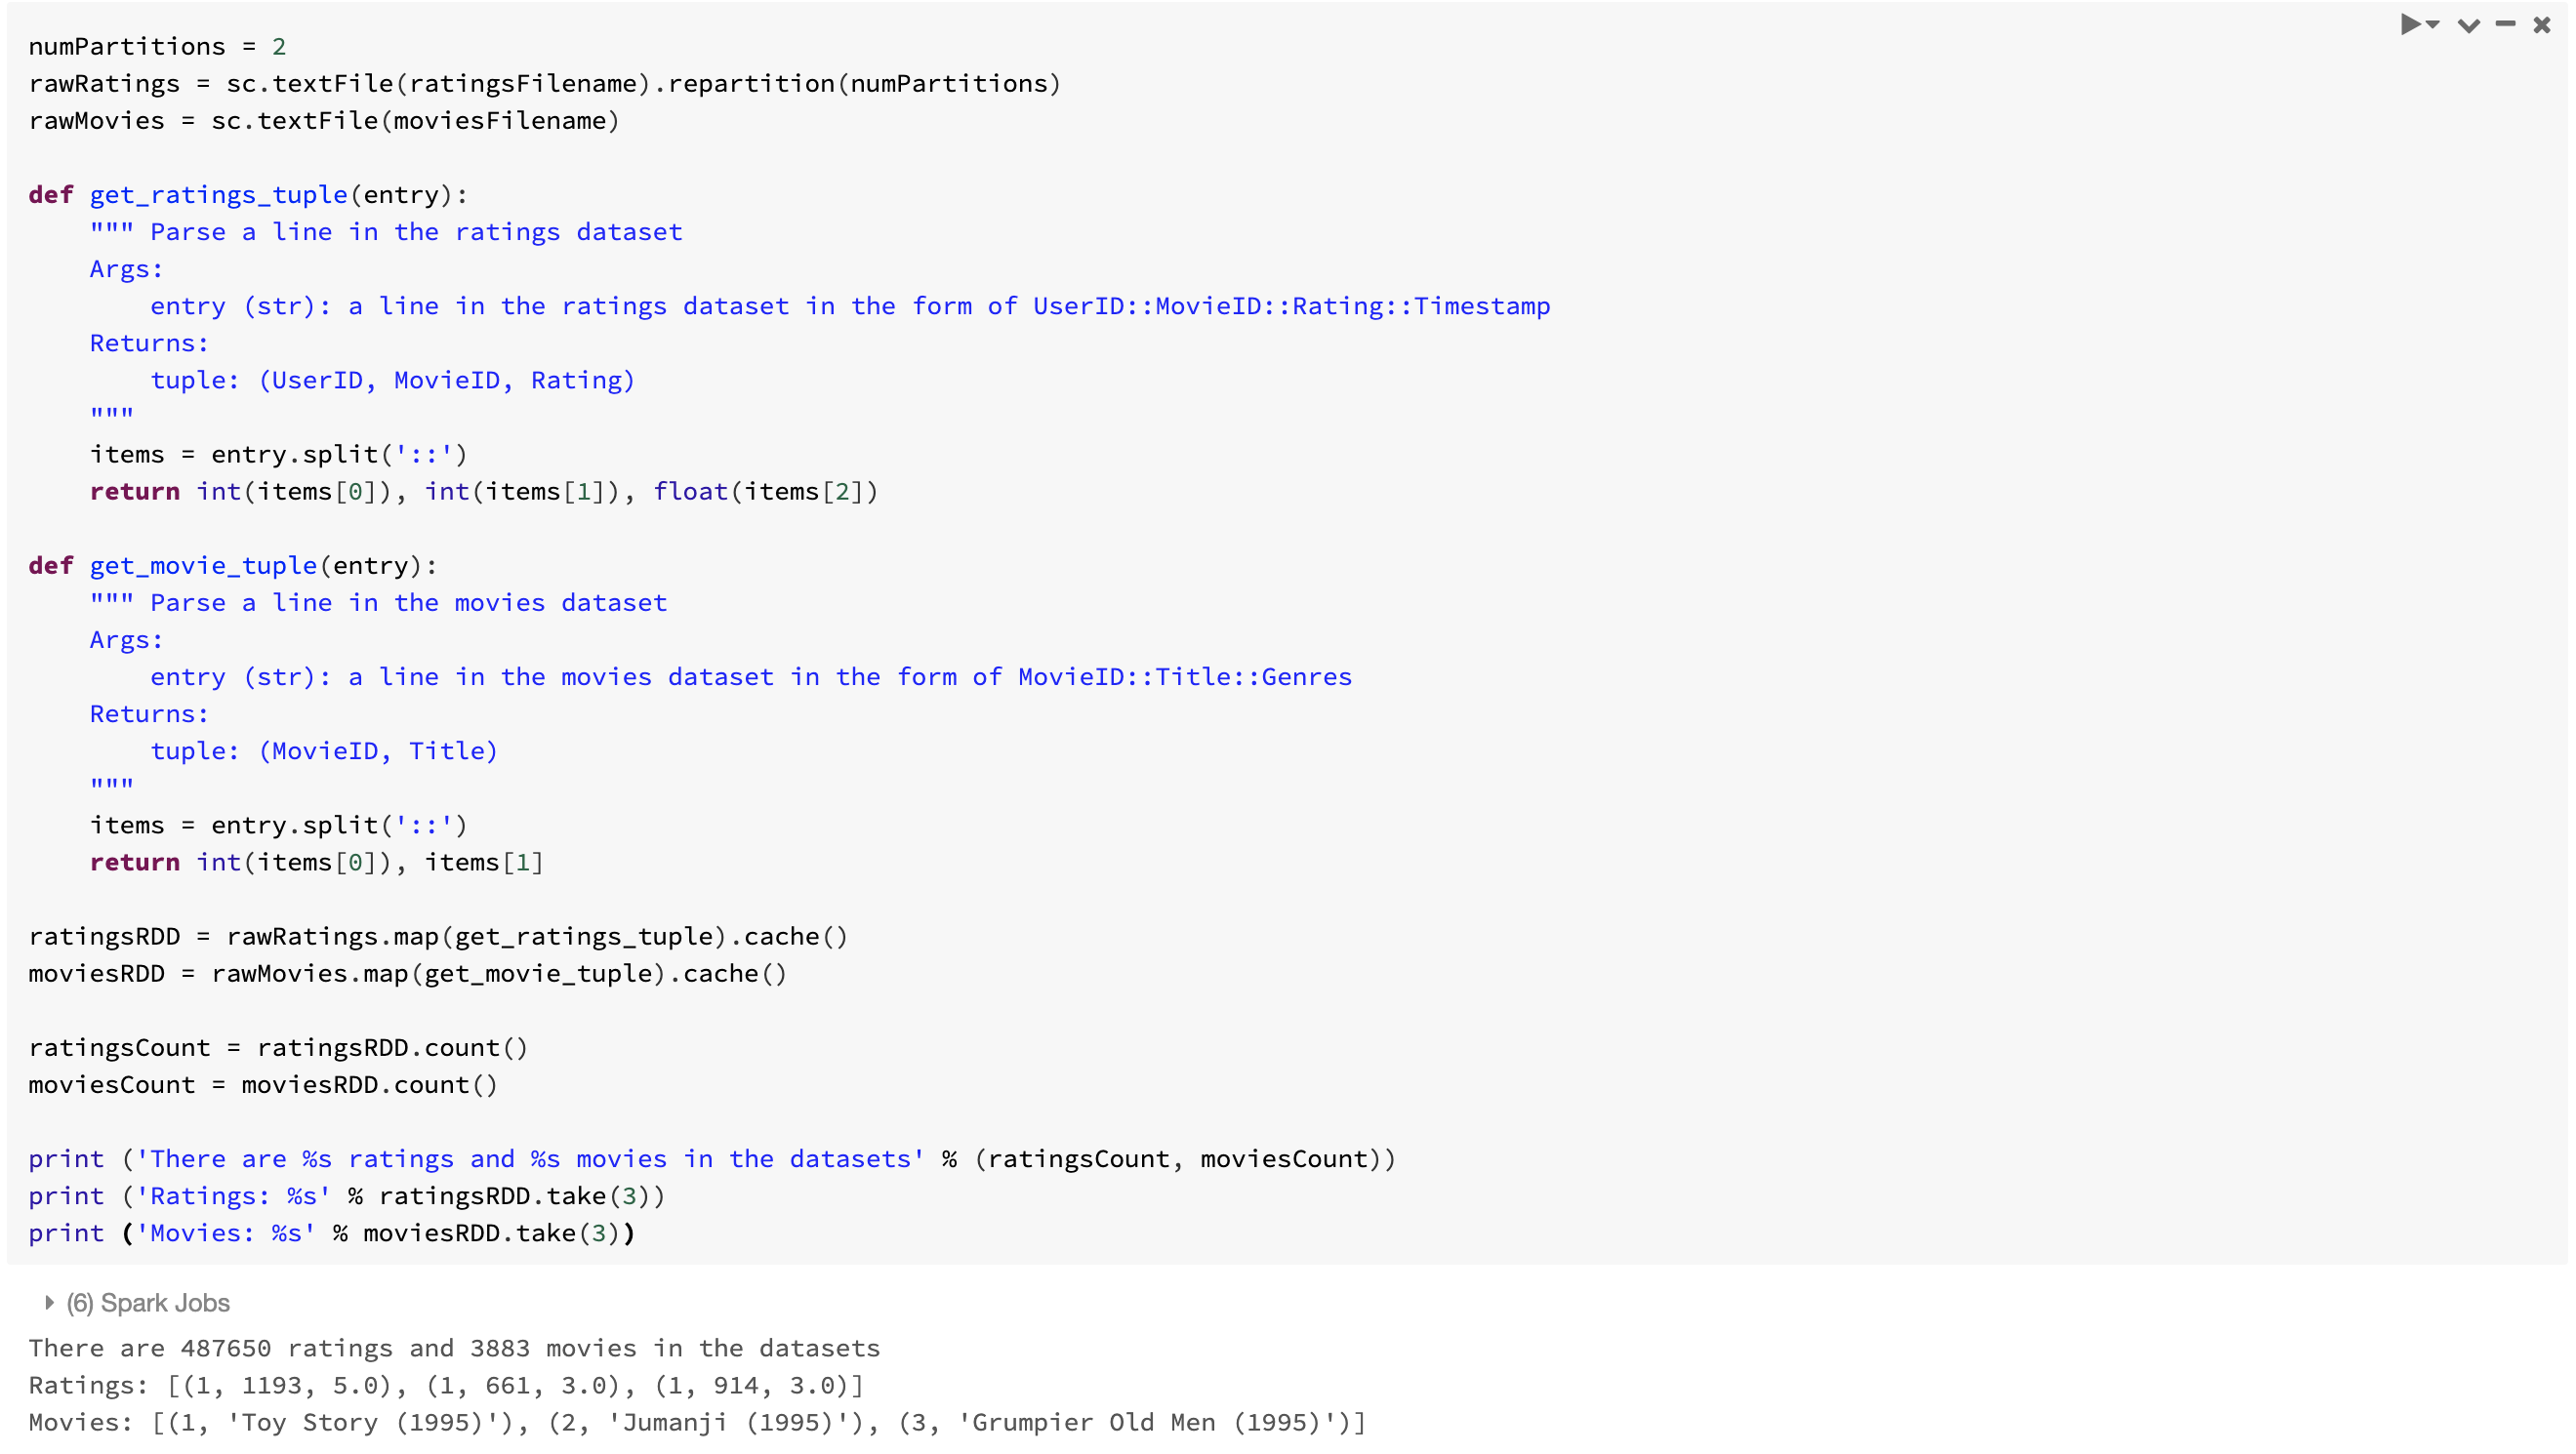 numPartitions = 2
rawRatings = sc.textFile(ratingsFilename).repartition(numPartitions)
rawMovies = sc.textFile(moviesFilename)

def get_ratings_tuple(entry):
    """ Parse a line in the ratings dataset
    Args:
        entry (str): a line in the ratings dataset in the form of UserID::MovieID::Rating::Timestamp
    Returns:
        tuple: (UserID, MovieID, Rating)
    """
    items = entry.split('::')
    return int(items[0]), int(items[1]), float(items[2])

def get_movie_tuple(entry):
    """ Parse a line in the movies dataset
    Args:
        entry (str): a line in the movies dataset in the form of MovieID::Title::Genres
    Returns:
        tuple: (MovieID, Title)
    """
    items = entry.split('::')
    return int(items[0]), items[1]

ratingsRDD = rawRatings.map(get_ratings_tuple).cache()
moviesRDD = rawMovies.map(get_movie_tuple).cache()

ratingsCount = ratingsRDD.count()
moviesCount = moviesRDD.count()

print ('There are %s ratings and %s movies in the datasets' % (ratingsCount, moviesCount))
print ('Ratings: %s' % ratingsRDD.take(3))
print ('Movies: %s' % moviesRDD.take(3))
(6) Spark Jobs
There are 487650 ratings and 3883 movies in the datasets
Ratings: [(1, 1193, 5.0), (1, 661, 3.0), (1, 914, 3.0)]
Movies: [(1, 'Toy Story (1995)'), (2, 'Jumanji (1995)'), (3, 'Grumpier Old Men (1995)')]